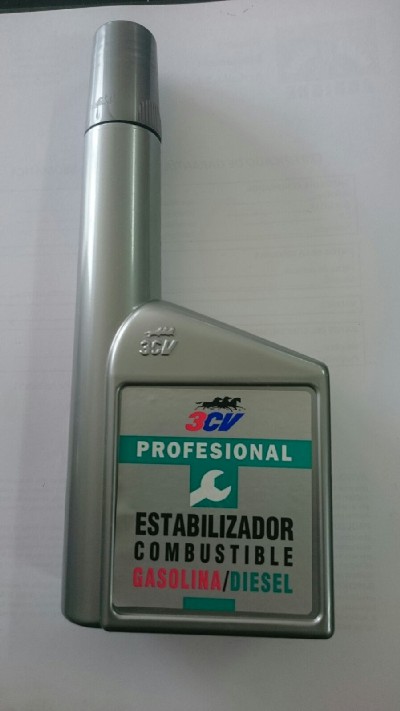 3CV
3CV
PROFESIONAL
ESTABILIZADOR
COMBUSTIBLE
GASOLINA/DIESEL